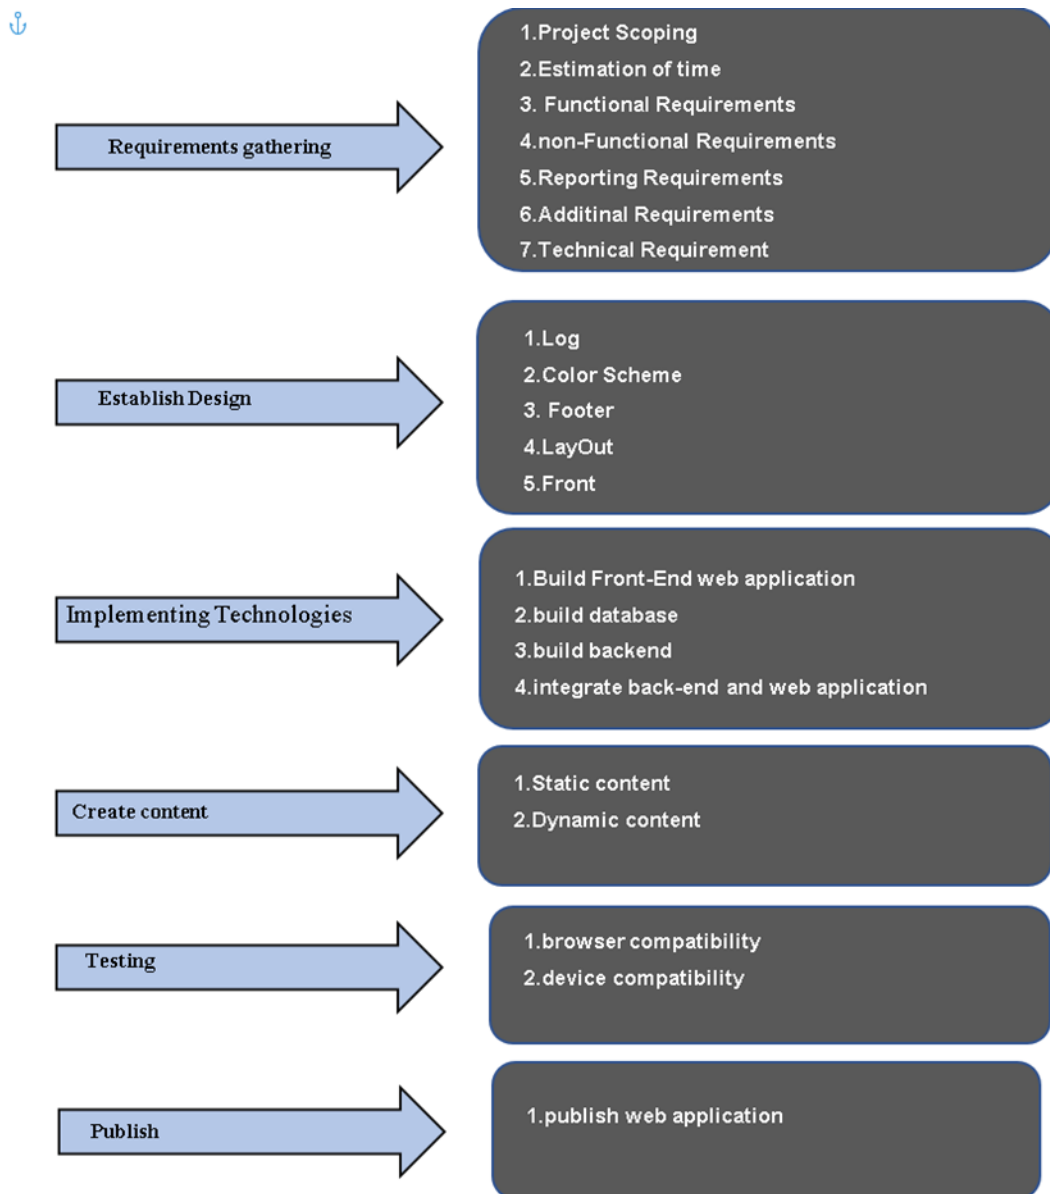 Requirements gathering
1.Project Scoping
2.Estimation of time
3. Functional Requirements
4.non-Functional Requirements
5.Reporting Requirements
6.Additinal Requirements
7.Technical Requirement
Establish Design
1.Log
2.Color Scheme
3. Footer
4.LayOut
5.Front
Implementing Technologies
1.Build Front-End web application
2.build database
3.build backend
4.integrate back-end and web application
Create content
1.Static content
2.Dynamic content
Testing
1.browser compatibility
2.device compatibility
Publish
1.publish web application